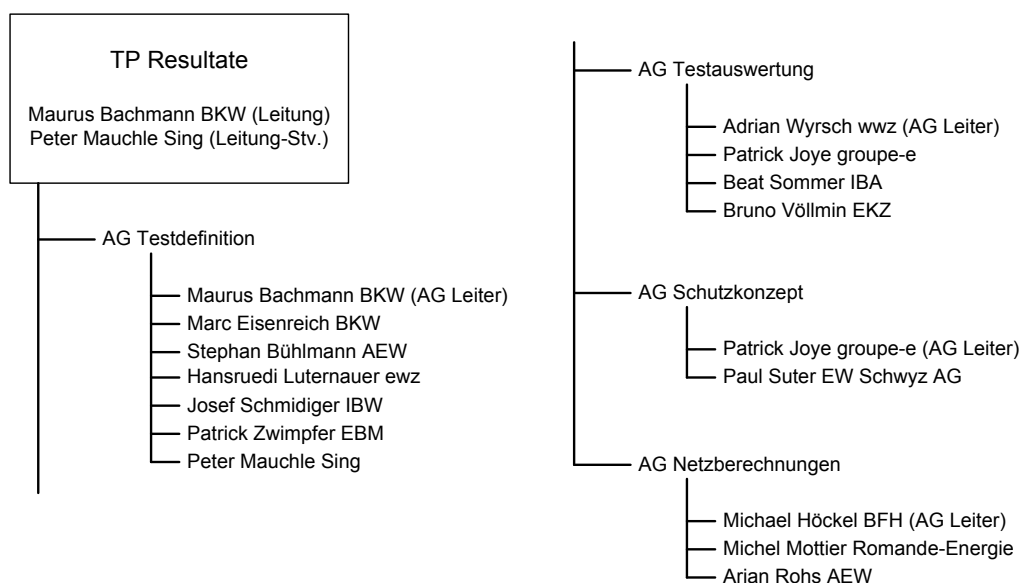 TP Resultate
Maurus Bachmann BKW (Leitung)
Peter Mauchle Sing (Leitung-Stv.)
AG Testdefinition
Maurus Bachmann BKW (AG Leiter)
Marc Eisenreich BKW
Stephan Bühlmann AEW
Hansruedi Luternauer ewz
Josef Schmidiger IBW
Patrick Zwimpfer EBM
Peter Mauchle Sing
AG Testauswertung
Adrian Wyrsch wwz (AG Leiter)
Patrick Joye groupe-e
Beat Sommer IBA
Bruno Völlmin EKZ
AG Schutzkonzept
Patrick Joye groupe-e (AG Leiter)
Paul Suter EW Schwyz AG
AG Netzberechnungen
Michael Höckel BFH (AG Leiter)
Michel Mottier Romande-Energie
Arian Rohs AEW